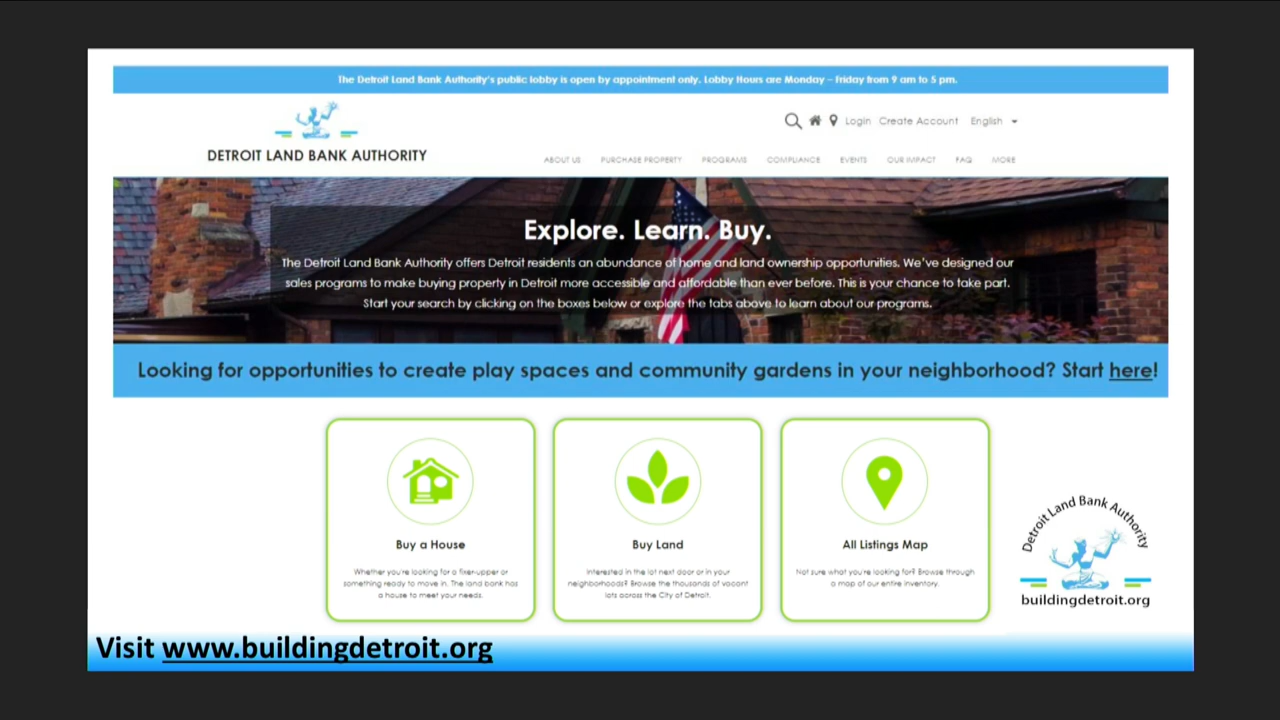 The Detroit Land Bank Authority's public lobby is open by appointment only. Lobby Hours are Monday – Friday from 9 am to 5 pm.
Login Create Account English
DETROIT LAND BANK AUTHORITY
ABOUT US PURCHASE PROPERTY PROGRAMS COMPLIANCE EVENTS OUR IMPACT FAQ MORE
Explore. Learn. Buy.
The Detroit Land Bank Authority offers Detroit residents an abundance of home and land ownership opportunities. We've designed our
sales programs to make buying property in Detroit more accessible and affordable than ever before. This is your chance to take part.
Start your search by clicking on the boxes below or explore the tabs above to learn about our programs.
Looking for opportunities to create play spaces and community gardens in your neighborhood? Start here!
Buy a House
Whether you're looking for a fixer-upper or
something ready to move in. The land bank has
a house to meet your needs.
Buy Land
Interested in the lot next door or in your
neighborhoods? Browse the thousands of vacant
lots across the City of Detroit.
All Listings Map
Not sure what you're looking for? Browse through
a map of our entire inventory.
Detroit Land Bank Authority
buildingdetroit.org
Visit www.buildingdetroit.org